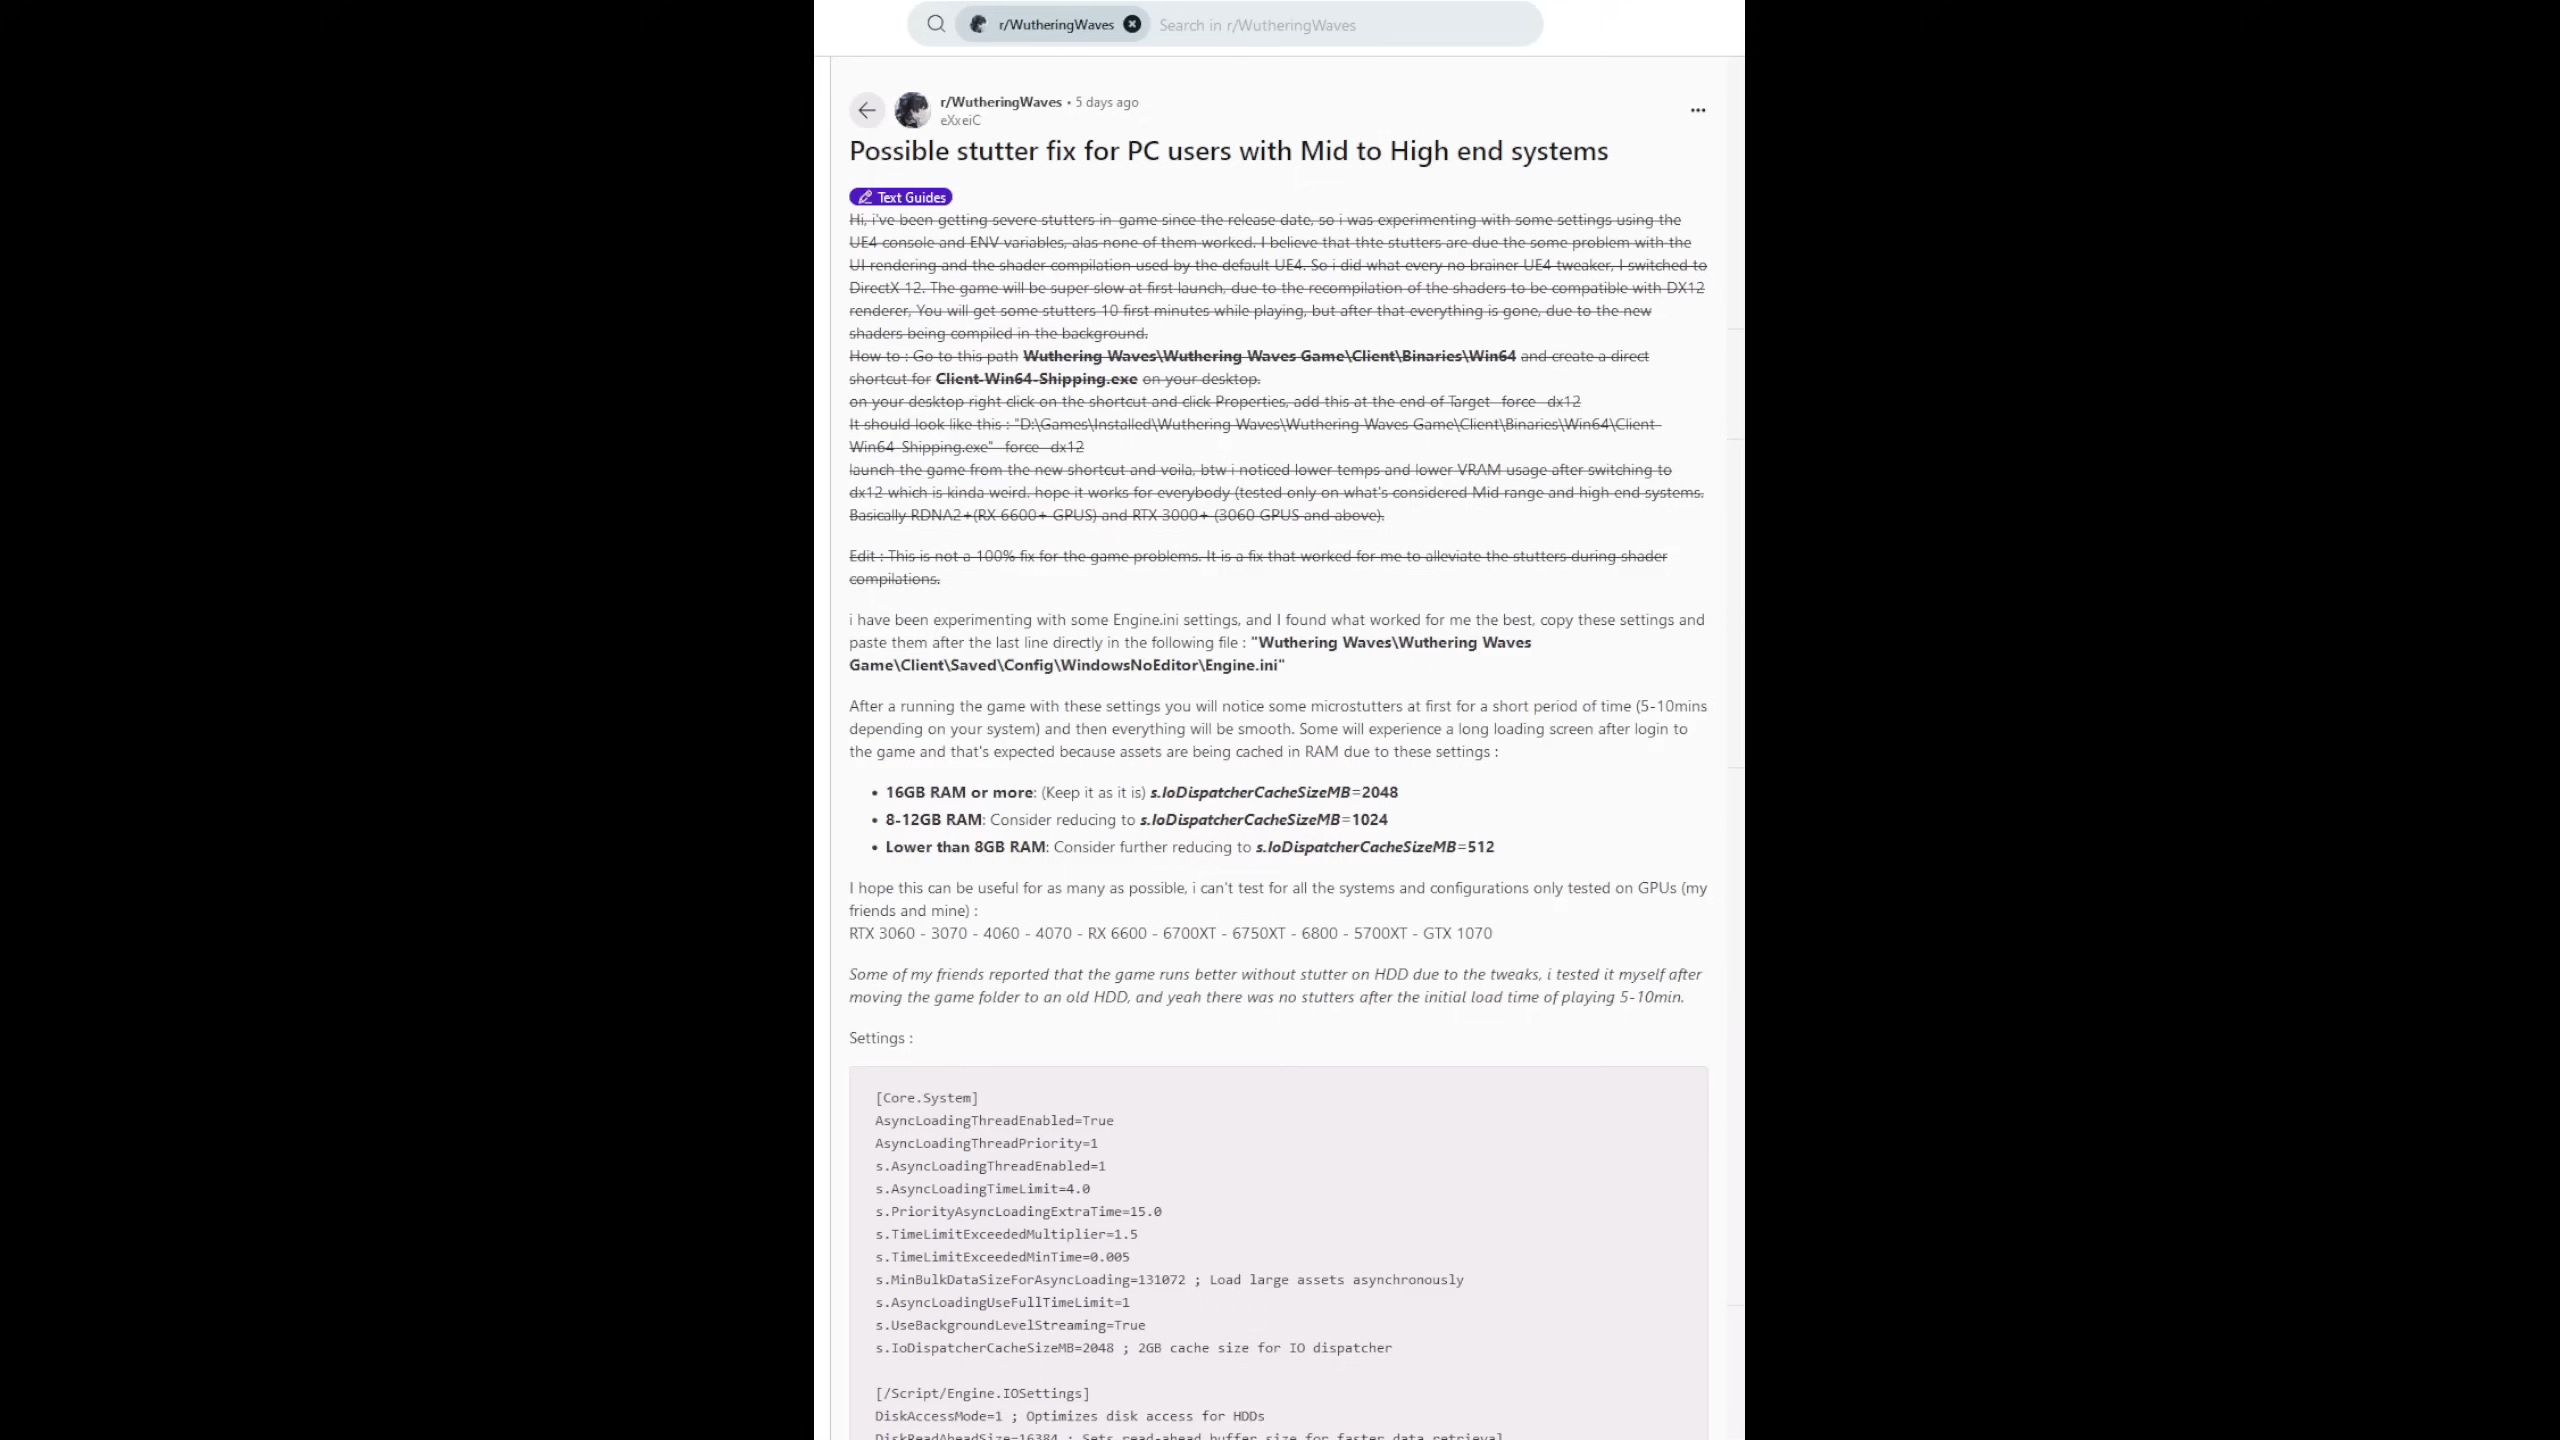 r/WutheringWaves Search in r/WutheringWaves
r/WutheringWaves • 5 days ago
eXxeiC
Possible stutter fix for PC users with Mid to High end systems
Text Guides
Hi, i've been getting severe stutters in-game since the release date, so i was experimenting with some settings using the
UE4 console and ENV variables, alas none of them worked. I believe that thte stutters are due the some problem with the
UI rendering and the shader compilation used by the default UE4. So i did what every no brainer UE4 tweaker, I switched to
DirectX 12. The game will be super slow at first launch, due to the recompilation of the shaders to be compatible with DX12
renderer, You will get some stutters 10 first minutes while playing, but after that everything is gone, due to the new
shaders being compiled in the background.
How to : Go to this path Wuthering Waves\Wuthering Waves Game\Client\Binaries\Win64 and create a direct
shortcut for Client-Win64-Shipping.exe on your desktop.
on your desktop right click on the shortcut and click Properties, add this at the end of Target -force -dx12
It should look like this : "D:\Games\Installed\Wuthering Waves\Wuthering Waves Game\Client\Binaries\Win64\Client-
Win64-Shipping.exe" -force -dx12
launch the game from the new shortcut and voila, btw i noticed lower temps and lower VRAM usage after switching to
dx12 which is kinda weird. hope it works for everybody (tested only on what's considered Mid range and high end systems.
Basically RDNA2+(RX 6600+ GPUS) and RTX 3000+ (3060 GPUS and above).
Edit : This is not a 100% fix for the game problems. It is a fix that worked for me to alleviate the stutters during shader
compilations.
i have been experimenting with some Engine.ini settings, and I found what worked for me the best, copy these settings and
paste them after the last line directly in the following file : "Wuthering Waves\Wuthering Waves
Game\Client\Saved\Config\WindowsNoEditor\Engine.ini"
After a running the game with these settings you will notice some microstutters at first for a short period of time (5-10mins
depending on your system) and then everything will be smooth. Some will experience a long loading screen after login to
the game and that's expected because assets are being cached in RAM due to these settings :
• 16GB RAM or more: (Keep it as it is) s.IoDispatcherCacheSizeMB=2048
• 8-12GB RAM: Consider reducing to s.IoDispatcherCacheSizeMB=1024
• Lower than 8GB RAM: Consider further reducing to s.IoDispatcherCacheSizeMB=512
I hope this can be useful for as many as possible, i can't test for all the systems and configurations only tested on GPUs (my
friends and mine) :
RTX 3060 - 3070 - 4060 - 4070 - RX 6600 - 6700XT - 6750XT - 6800 - 5700XT - GTX 1070
Some of my friends reported that the game runs better without stutter on HDD due to the tweaks, i tested it myself after
moving the game folder to an old HDD, and yeah there was no stutters after the initial load time of playing 5-10min.
Settings :
[Core.System]
AsyncLoadingThreadEnabled=True
AsyncLoadingThreadPriority=1
s.AsyncLoadingThreadEnabled=1
s.AsyncLoadingTimeLimit=4.0
s.PriorityAsyncLoadingExtraTime=15.0
s.TimeLimitExceededMultiplier=1.5
s.TimeLimitExceededMinTime=0.005
s.MinBulkDataSizeForAsyncLoading=131072 ; Load large assets asynchronously
s.AsyncLoadingUseFullTimeLimit=1
s.UseBackgroundLevelStreaming=True
s.IoDispatcherCacheSizeMB=2048 ; 2GB cache size for IO dispatcher
[/Script/Engine.IOSettings]
DiskAccessMode=1 ; Optimizes disk access for HDDs
DiskReadAheadSize=16384 ; Sets read-ahead buffer size for faster data retrieval